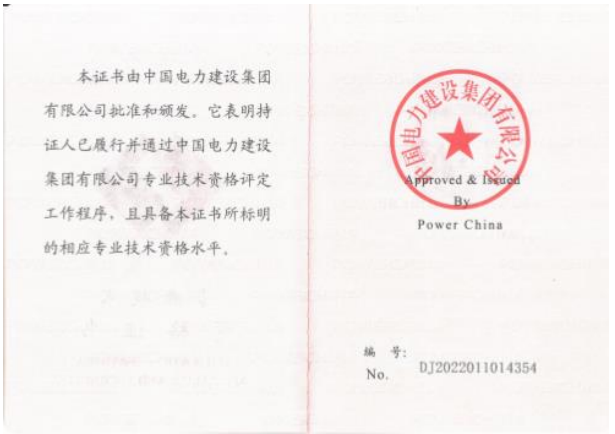 本证书由中国电力建设集团
有限公司批准和颁发。它表明持
证人已履行并通过中国电力建设
集团有限公司专业技术资格评定
工作程序，且具备本证书所标明
的相应专业技术资格水平。
中国电力建设集团有限公司
Approved & Issued
By
Power China
编 号:
No. DJ2022011014354